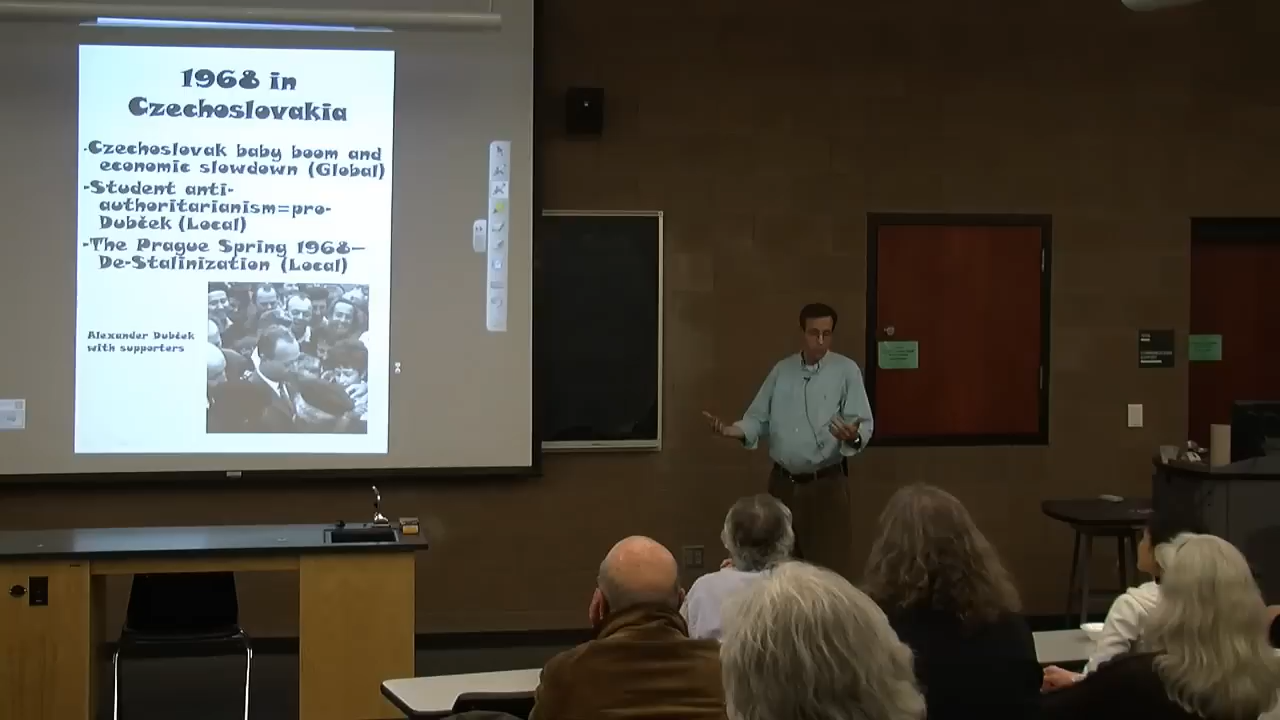 1968 in
Czechoslovakia
-Czechoslovak baby boom and
economic slowdown (Global)
-Student anti-
authoritarianism=pro-
Dubček (Local)
-The Prague Spring 1968—
De-Stalinization (Local)
Alexander Dubček
with supporters